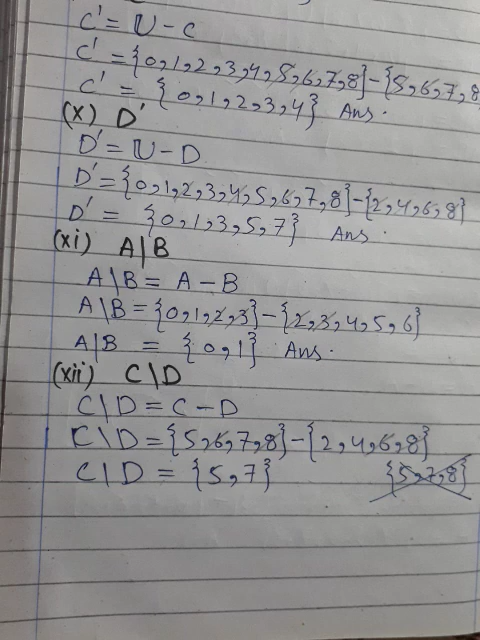 C' = U - C
C' = {0,1,2,3,4,5,6,7,8} - {5,6,7,8
C' = {0,1,2,3,4} Ans.
(X) D'
D' = U - D
D' = {0,1,2,3,4,5,6,7,8} - {2,4,6,8}
D' = {0,1,3,5,7} Ans.
(xi) A|B
A\B = A - B
A\B = {0,1,2,3} - {2,3,4,5,6}
A|B = {0,1} Ans.
(xii) C\D
C\D = C - D
C\D = {5,6,7,8} - {2,4,6,8}
C|D = {5,7} {5,7,8}